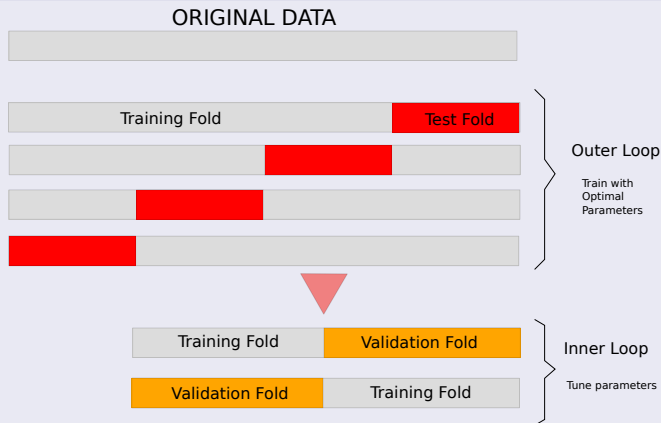 ORIGINAL DATA
Training Fold
Test Fold
Outer Loop
Train with
Optimal
Parameters
Training Fold
Validation Fold
Inner Loop
Validation Fold
Training Fold
Tune parameters